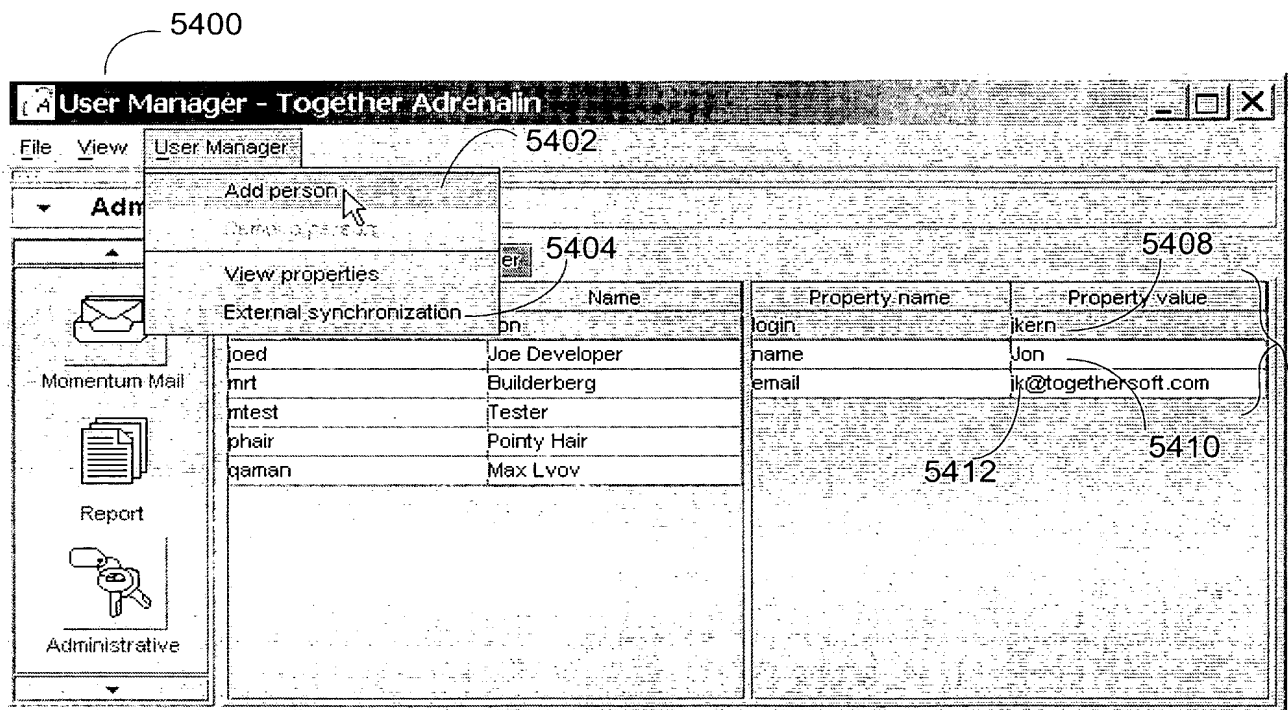 5400
User Manager - Together Adrenalin
File View User Manager
5402
Add person
Adm
5404
5408
View properties
External synchronization
Name
Property name
Property value
login
jkern
joed
Joe Developer
name
Jon
Momentum Mail
mrt
Builderberg
email
jk@togethersoft.com
mtest
Tester
phair
Pointy Hair
5410
qaman
Max Lvov
5412
Report
Administrative